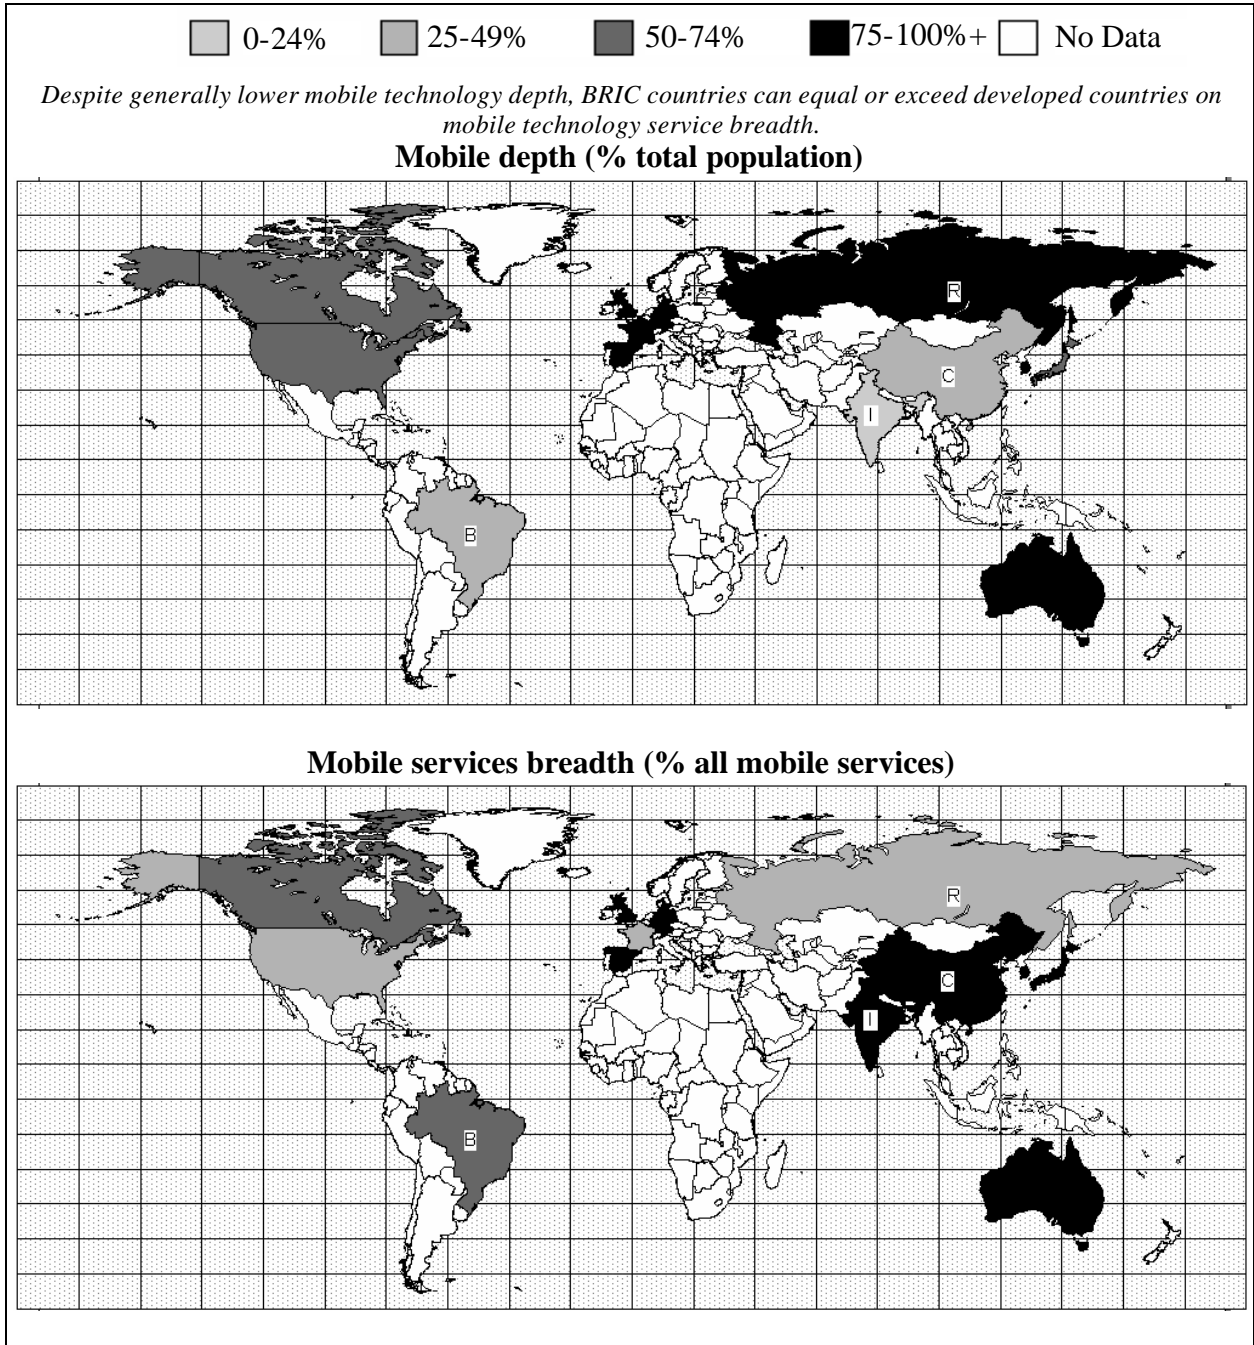 0-24% 25-49% 50-74% 75-100%+ No Data
Despite generally lower mobile technology depth, BRIC countries can equal or exceed developed countries on
mobile technology service breadth.
Mobile depth (% total population)
R
C
I
B
Mobile services breadth (% all mobile services)
R
C
I
B